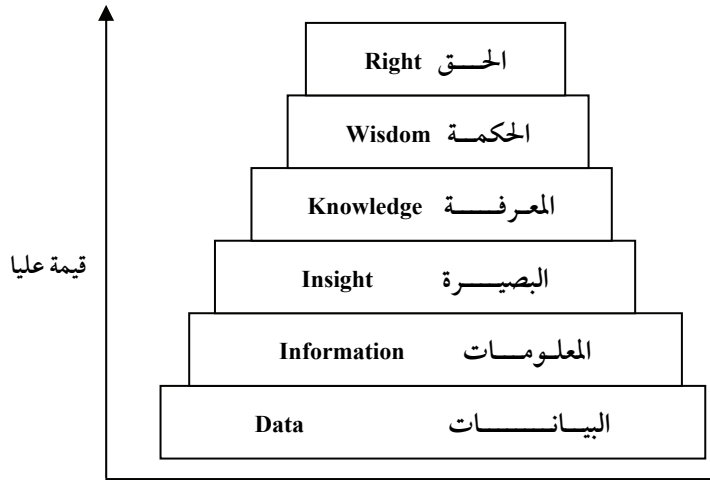 الحق Right
الحكمة Wisdom
المعرفة Knowledge
قيمة عليا
البصيرة Insight
المعلومات Information
البيانات Data